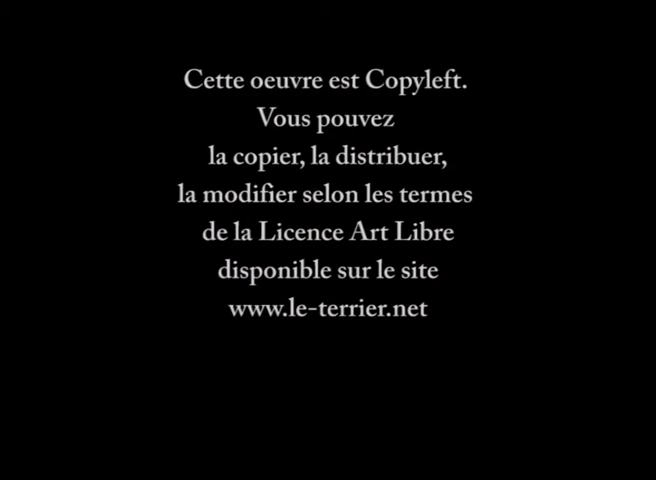 Cette oeuvre est Copyleft.
Vous pouvez
la copier, la distribuer,
la modifier selon les termes
de la Licence Art Libre
disponible sur le site
www.le-terrier.net